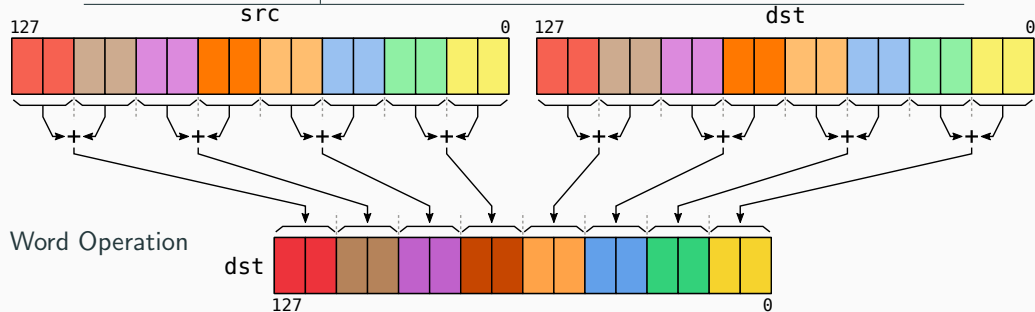 src dst
127 0 127 0
+ + + + + + + +
Word Operation
dst
127 0